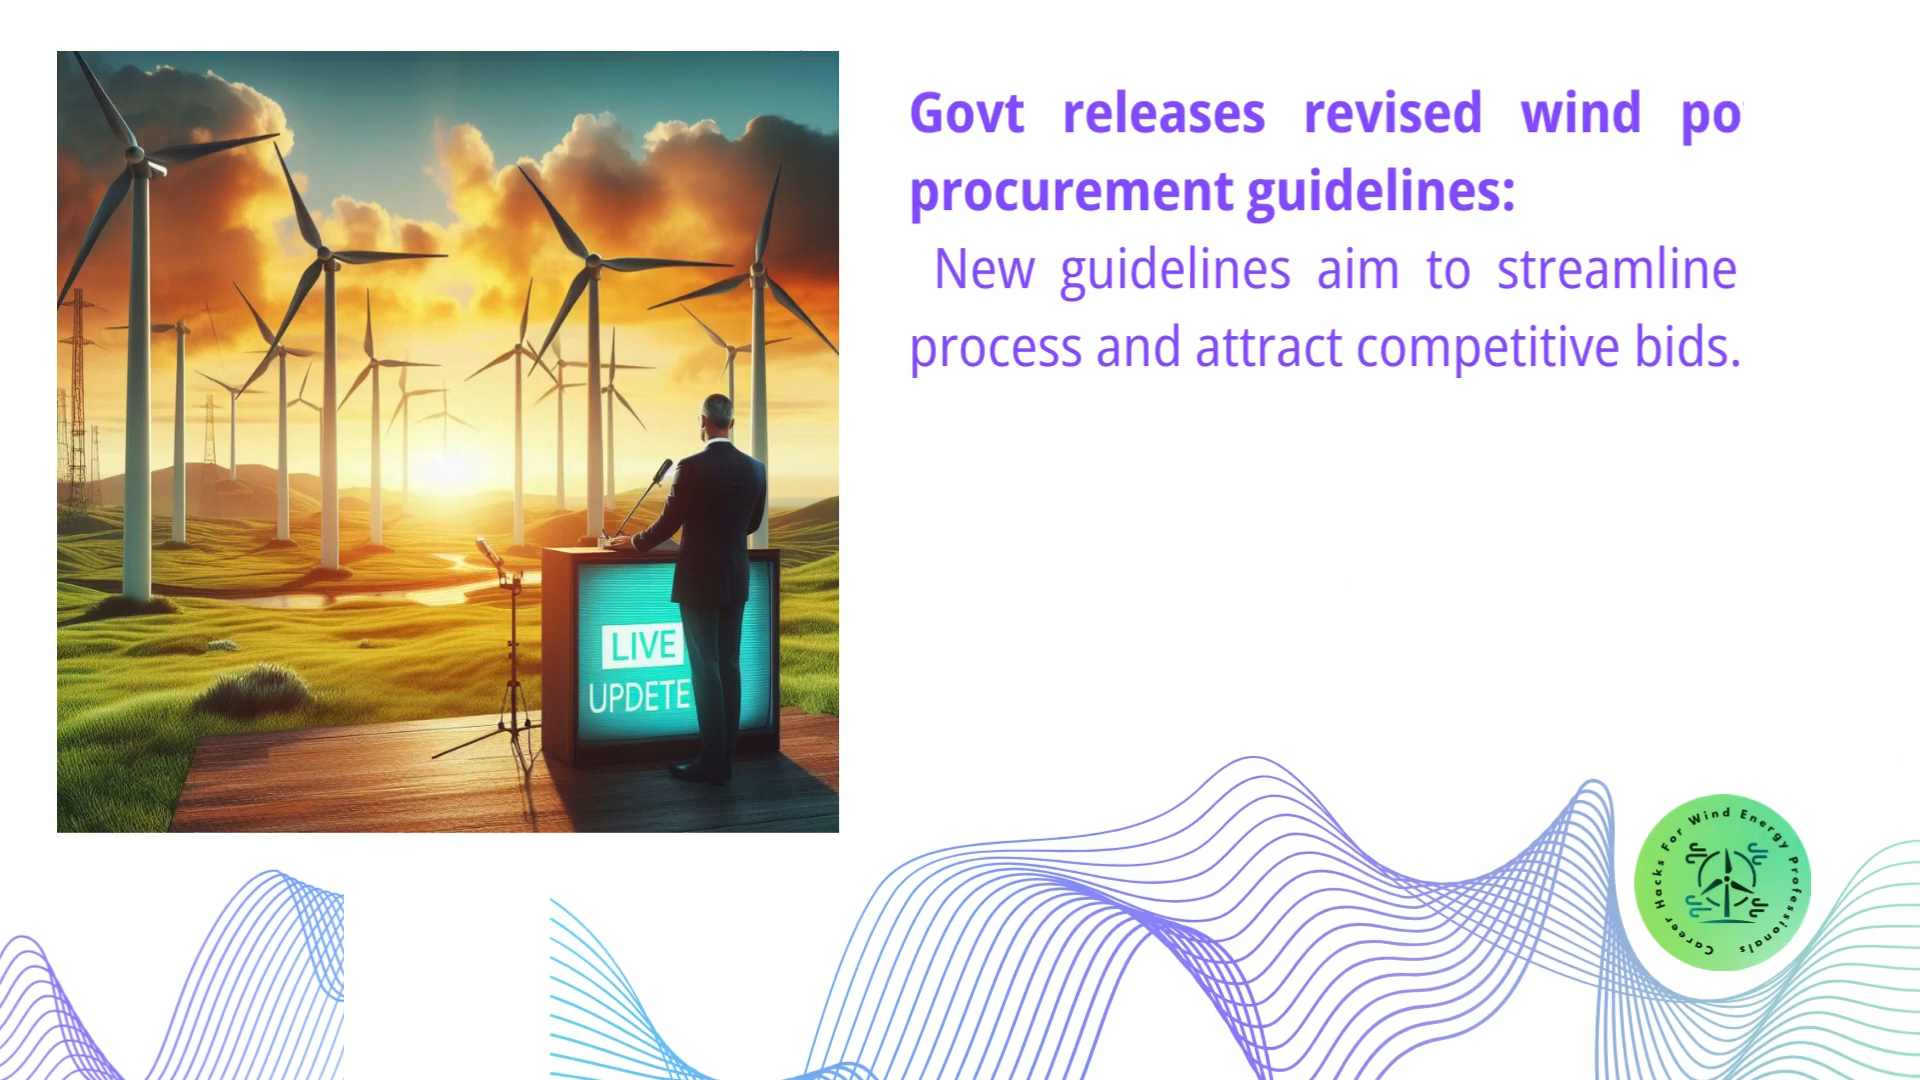 Govt releases revised wind po
procurement guidelines:
New guidelines aim to streamline
process and attract competitive bids.
LIVE
UPDETE
Career Hacks For Wind Energy Professionals